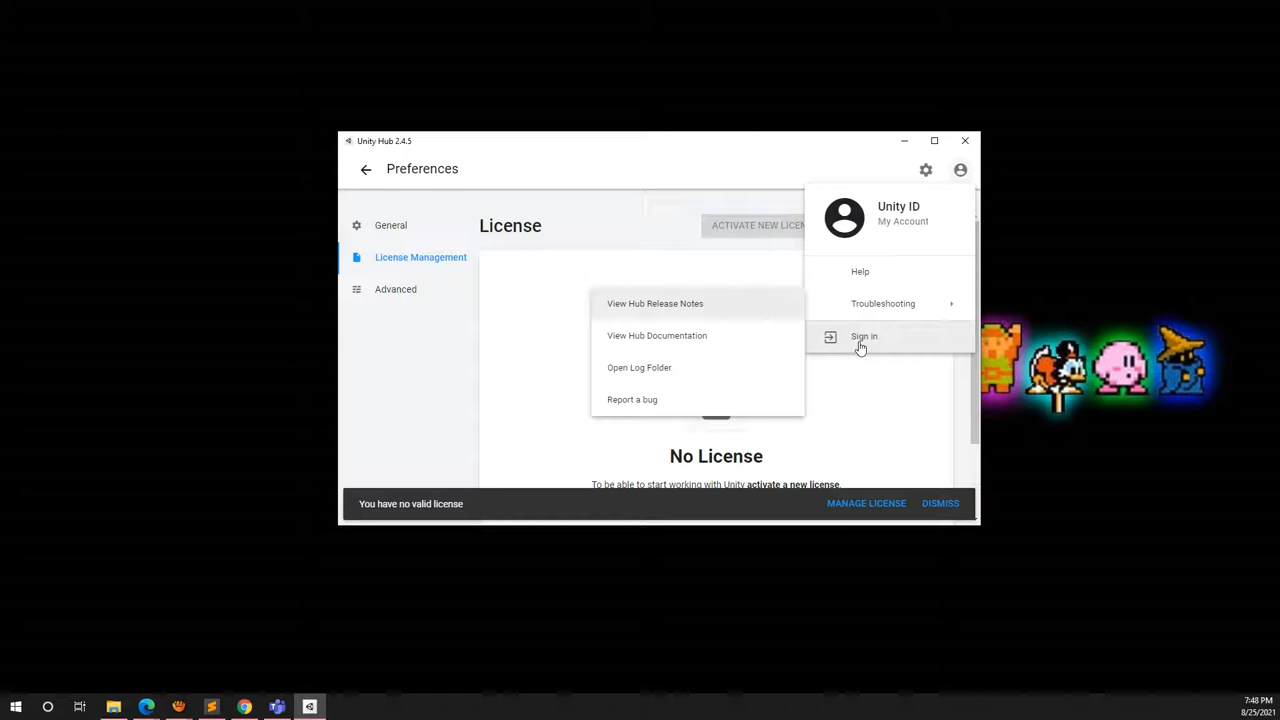 Unity Hub 2.4.5
Preferences
Unity ID
My Account
General
License
ACTIVATE NEW LICEN
License Management
Help
Advanced
View Hub Release Notes
Troubleshooting
View Hub Documentation
Sign in
Open Log Folder
Report a bug
No License
To be able to start working with Unity activate a new license.
You have no valid license
MANAGE LICENSE
DISMISS
7:48 PM
8/25/2021